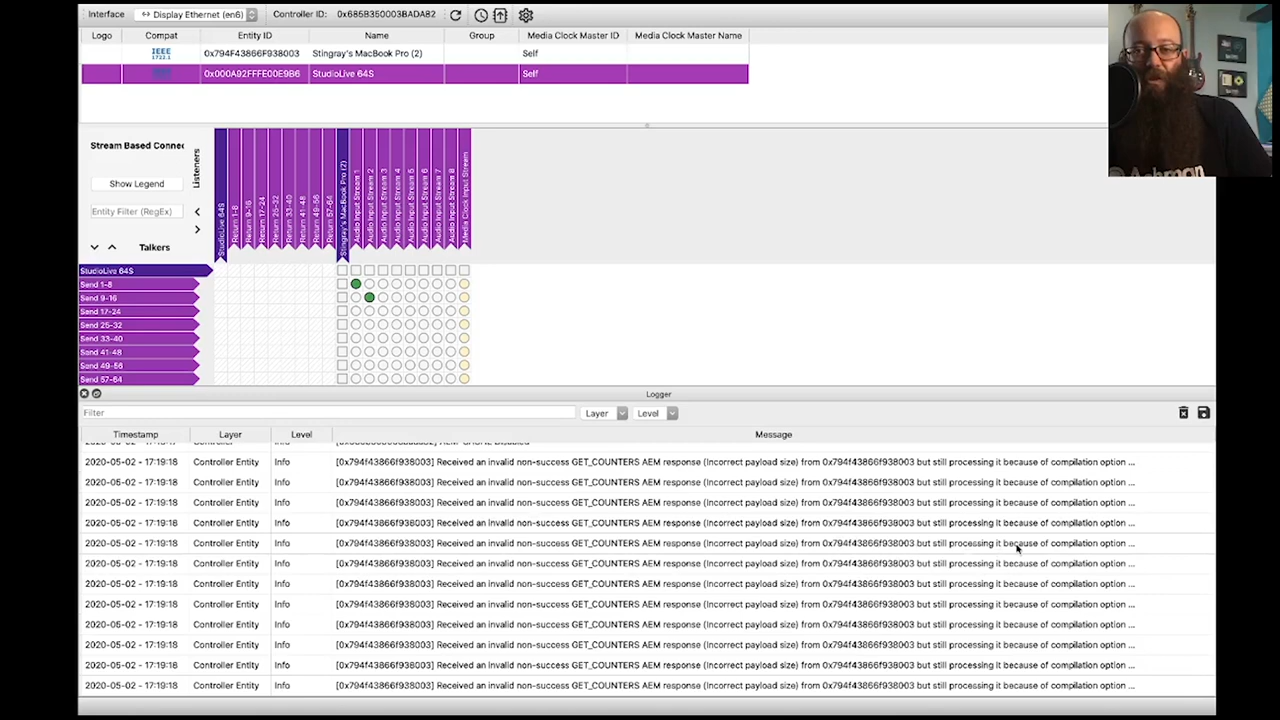 Interface Display Ethernet (en6) Controller ID: 0x685B350003BADA82
Logo Compat Entity ID Name Group Media Clock Master ID Media Clock Master Name
IEEE 1722.1 0x794F43866F938003 Stingray's MacBook Pro (2) Self
0x000A92FFFE00E9B6 StudioLive 64S Self
Stream Based Connec
Show Legend
Entity Filter (RegEx)
Talkers
Listeners
StudioLive 64S
Return 1-8
Return 9-16
Return 17-24
Return 25-32
Return 33-40
Return 41-48
Return 49-56
Return 57-64
Stingray's MacBook Pro (2)
Audio Input Stream 1
Audio Input Stream 2
Audio Input Stream 3
Audio Input Stream 4
Audio Input Stream 5
Audio Input Stream 6
Audio Input Stream 7
Audio Input Stream 8
Media Clock Input Stream
StudioLive 64S
Send 1-8
Send 9-16
Send 17-24
Send 25-32
Send 33-40
Send 41-48
Send 49-56
Send 57-64
Logger
Filter Layer Level
Timestamp Layer Level Message
2020-05-02 - 17:19:18 Controller Entity Info [0x794f43866f938003] Received an invalid non-success GET_COUNTERS AEM response (Incorrect payload size) from 0x794f43866f938003 but still processing it because of compilation option ...
2020-05-02 - 17:19:18 Controller Entity Info [0x794f43866f938003] Received an invalid non-success GET_COUNTERS AEM response (Incorrect payload size) from 0x794f43866f938003 but still processing it because of compilation option ...
2020-05-02 - 17:19:18 Controller Entity Info [0x794f43866f938003] Received an invalid non-success GET_COUNTERS AEM response (Incorrect payload size) from 0x794f43866f938003 but still processing it because of compilation option ...
2020-05-02 - 17:19:18 Controller Entity Info [0x794f43866f938003] Received an invalid non-success GET_COUNTERS AEM response (Incorrect payload size) from 0x794f43866f938003 but still processing it because of compilation option ...
2020-05-02 - 17:19:18 Controller Entity Info [0x794f43866f938003] Received an invalid non-success GET_COUNTERS AEM response (Incorrect payload size) from 0x794f43866f938003 but still processing it because of compilation option ...
2020-05-02 - 17:19:18 Controller Entity Info [0x794f43866f938003] Received an invalid non-success GET_COUNTERS AEM response (Incorrect payload size) from 0x794f43866f938003 but still processing it because of compilation option ...
2020-05-02 - 17:19:18 Controller Entity Info [0x794f43866f938003] Received an invalid non-success GET_COUNTERS AEM response (Incorrect payload size) from 0x794f43866f938003 but still processing it because of compilation option ...
2020-05-02 - 17:19:18 Controller Entity Info [0x794f43866f938003] Received an invalid non-success GET_COUNTERS AEM response (Incorrect payload size) from 0x794f43866f938003 but still processing it because of compilation option ...
2020-05-02 - 17:19:18 Controller Entity Info [0x794f43866f938003] Received an invalid non-success GET_COUNTERS AEM response (Incorrect payload size) from 0x794f43866f938003 but still processing it because of compilation option ...
2020-05-02 - 17:19:18 Controller Entity Info [0x794f43866f938003] Received an invalid non-success GET_COUNTERS AEM response (Incorrect payload size) from 0x794f43866f938003 but still processing it because of compilation option ...
2020-05-02 - 17:19:18 Controller Entity Info [0x794f43866f938003] Received an invalid non-success GET_COUNTERS AEM response (Incorrect payload size) from 0x794f43866f938003 but still processing it because of compilation option ...
2020-05-02 - 17:19:18 Controller Entity Info [0x794f43866f938003] Received an invalid non-success GET_COUNTERS AEM response (Incorrect payload size) from 0x794f43866f938003 but still processing it because of compilation option ...